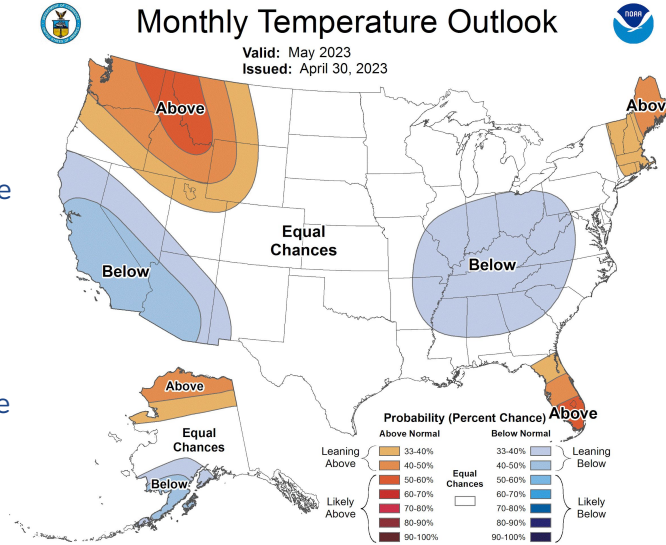 Monthly Temperature Outlook
Valid: May 2023
Issued: April 30, 2023
NOAA
Above
Abov
e
Equal
Chances
Below
Below
e
Above
Equal
Chances
Below
Above
Probability (Percent Chance)
Above Normal
Below Normal
Leaning
Above
33-40%
40-50%
Likely
Above
50-60%
60-70%
70-80%
80-90%
90-100%
Equal
Chances
33-40%
40-50%
Leaning
Below
50-60%
60-70%
70-80%
80-90%
90-100%
Likely
Below